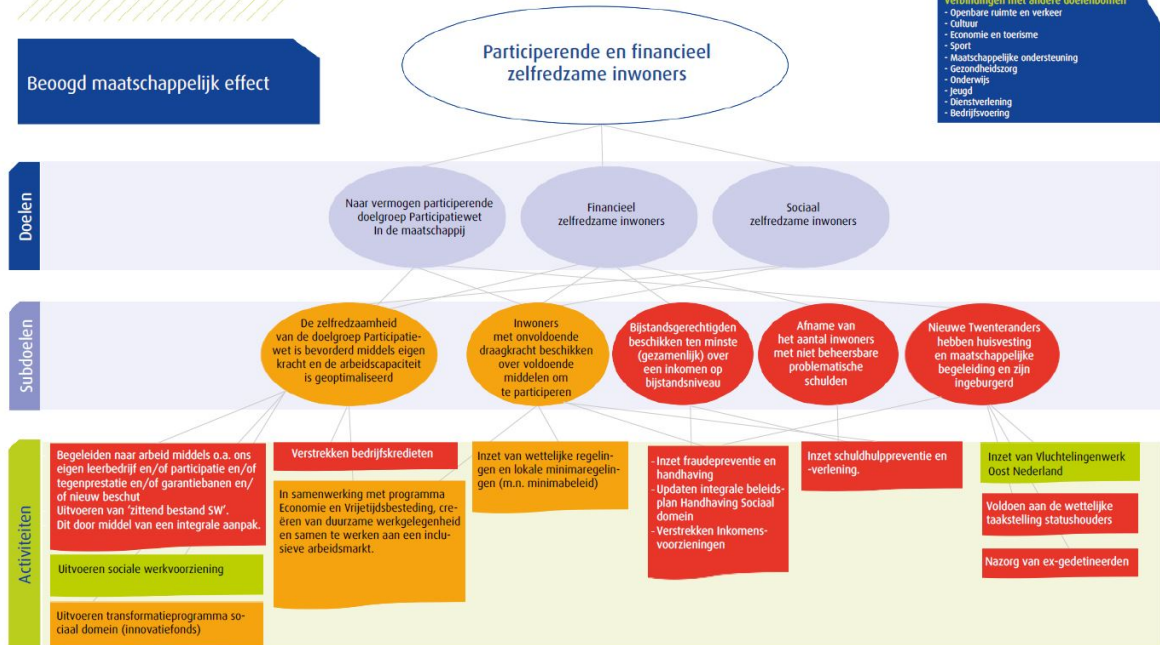 Verbindingen met andere doelenbomen
- Openbare ruimte en verkeer
- Cultuur
- Economie en toerisme
- Sport
- Maatschappelijke ondersteuning
- Gezondheidszorg
- Onderwijs
- Jeugd
- Dienstverlening
- Bedrijfsvoering
Beoogd maatschappelijk effect
Participerende en financieel
zelfredzame inwoners
Doelen
Naar vermogen participerende
doelgroep Participatiewet
In de maatschappij
Financieel
zelfredzame inwoners
Sociaal
zelfredzame inwoners
Subdoelen
De zelfredzaamheid
van de doelgroep Participatie-
wet is bevorderd middels eigen
kracht en de arbeidscapaciteit
is geoptimaliseerd
Inwoners
met onvoldoende
draagkracht beschikken
over voldoende
middelen om
te participeren
Bijstandsgerechtigden
beschikken ten minste
(gezamenlijk) over
een inkomen op
bijstandsniveau
Afname van
het aantal inwoners
met niet beheersbare
problematische
schulden
Nieuwe Twenteranders
hebben huisvesting
en maatschappelijke
begeleiding en zijn
ingeburgerd
Activiteiten
Begeleiden naar arbeid middels o.a. ons
eigen leerbedrijf en/of participatie en/of
tegenprestatie en/of garantiebanen en/
of nieuw beschut
Uitvoeren van 'zittend bestand SW'.
Dit door middel van een integrale aanpak.
Uitvoeren sociale werkvoorziening
Uitvoeren transformatieprogramma so-
ciaal domein (innovatiefonds)
Verstrekken bedrijfskredieten
In samenwerking met programma
Economie en Vrijetijdsbesteding, cre-
ëren van duurzame werkgelegenheid
en samen te werken aan een inclu-
sieve arbeidsmarkt.
Inzet van wettelijke regelin-
gen en lokale minimaregelin-
gen (m.n. minimabeleid)
- Inzet fraudepreventie en
handhaving
- Updaten integrale beleids-
plan Handhaving Sociaal
domein
- Verstrekken Inkomens-
voorzieningen
Inzet schuldhulppreventie en
-verlening.
Inzet van Vluchtelingenwerk
Oost Nederland
Voldoen aan de wettelijke
taakstelling statushouders
Nazorg van ex-gedetineerden